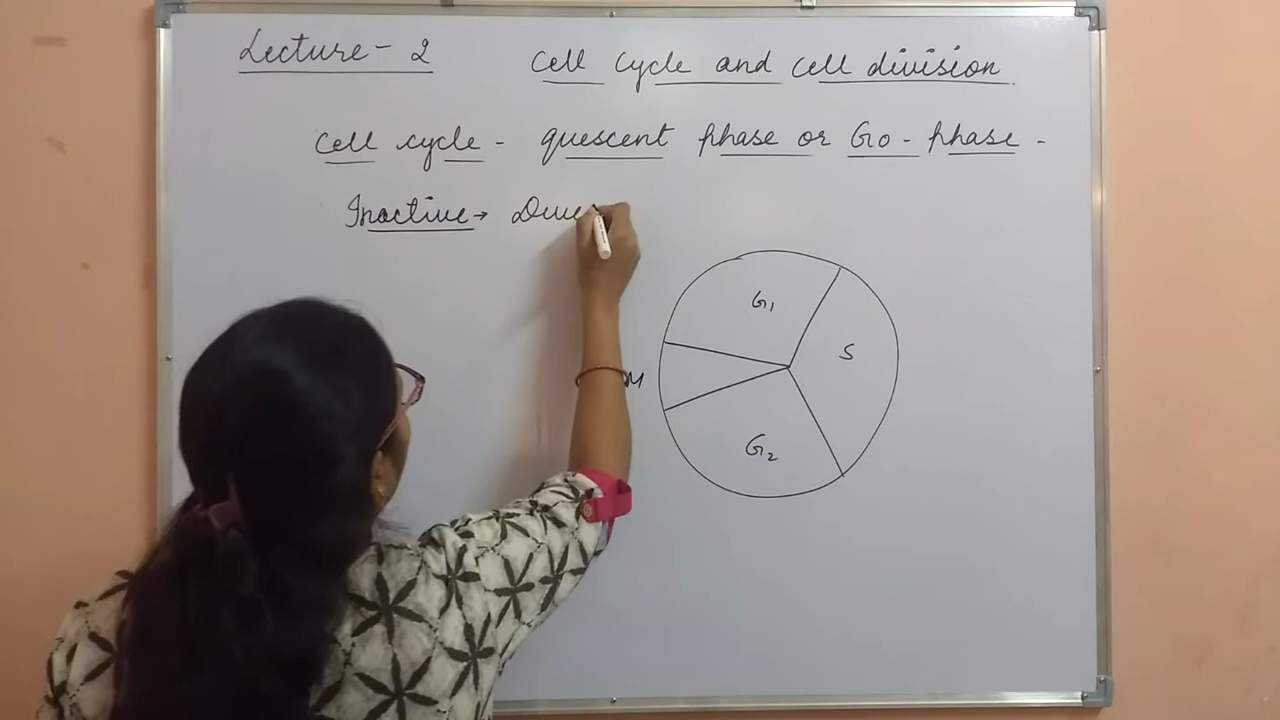 Lecture - 2
Cell Cycle and Cell division
Cell cycle - quescent phase or G0 - phase -
Inactive →
G1
S
M
G2